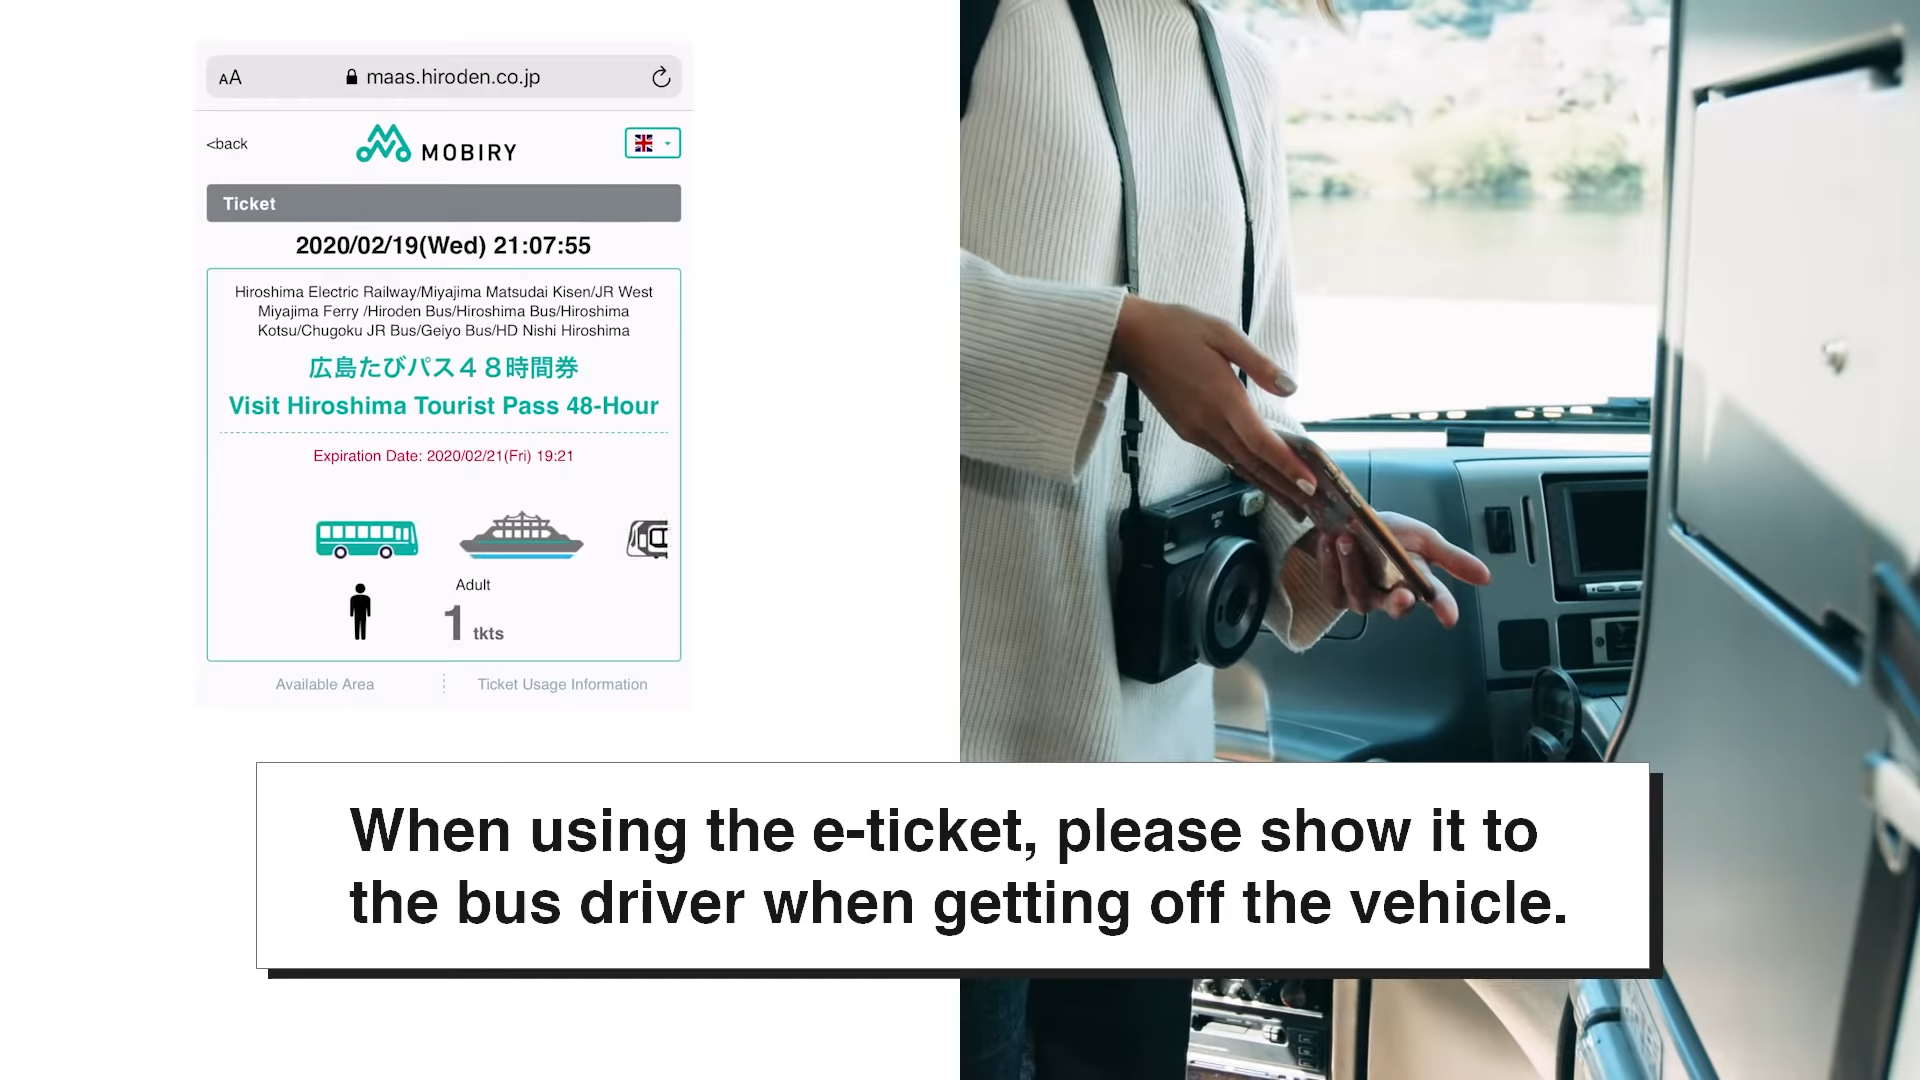 AA maas.hiroden.co.jp
<back
MOBIRY
Ticket
2020/02/19(Wed) 21:07:55
Hiroshima Electric Railway/Miyajima Matsudai Kisen/JR West
Miyajima Ferry /Hiroden Bus/Hiroshima Bus/Hiroshima
Kotsu/Chugoku JR Bus/Geiyo Bus/HD Nishi Hiroshima
広島たびパス４８時間券
Visit Hiroshima Tourist Pass 48-Hour
Expiration Date: 2020/02/21(Fri) 19:21
Adult
1 tkts
Available Area
Ticket Usage Information
When using the e-ticket, please show it to
the bus driver when getting off the vehicle.